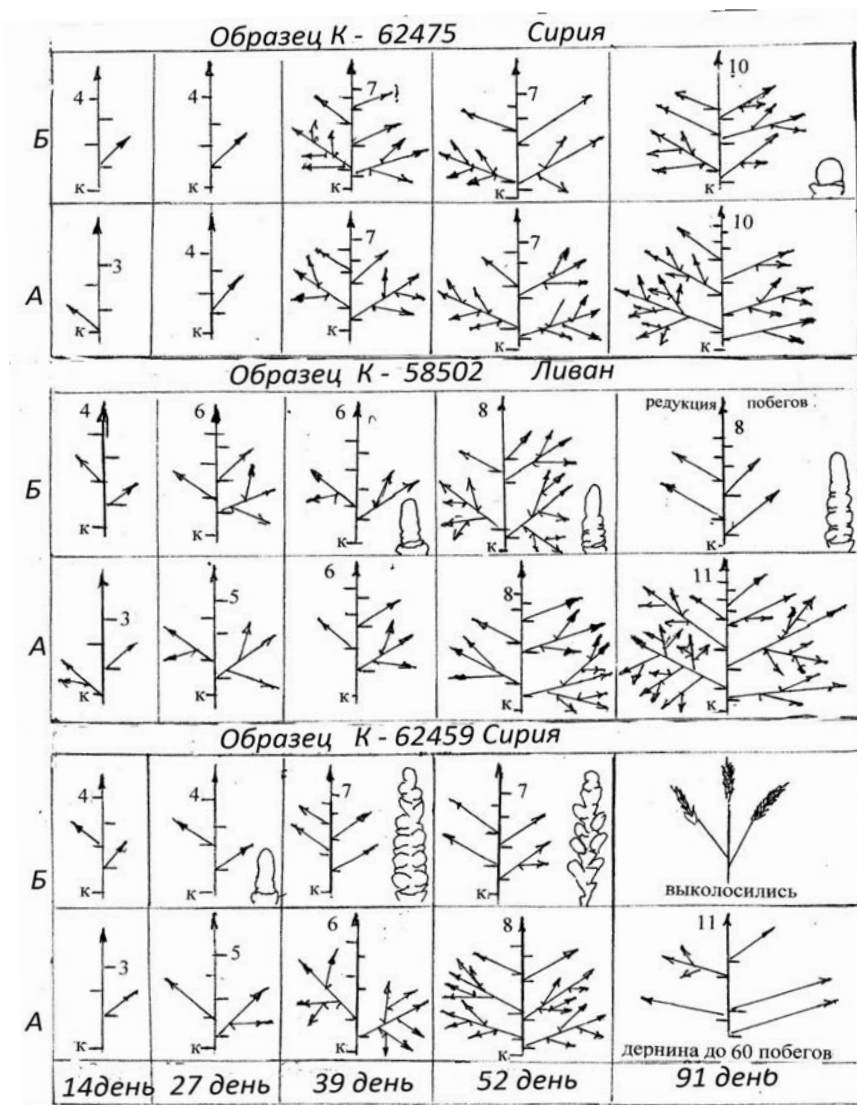 Образец К - 62475 Сирия
Б
4
4
7
7
10
к
к
к
к
к
А
3
4
7
7
10
к
к
к
к
к
Образец К - 58502 Ливан
редукция побегов
Б
4
6
6
8
8
к
к
к
к
к
А
3
5
6
8
11
к
к
к
к
к
Образец К - 62459 Сирия
Б
4
4
7
7
к
к
к
к
выколосились
А
3
5
6
8
11
к
к
к
к
к
дернина до 60 побегов
14день 27 день 39 день 52 день 91 день